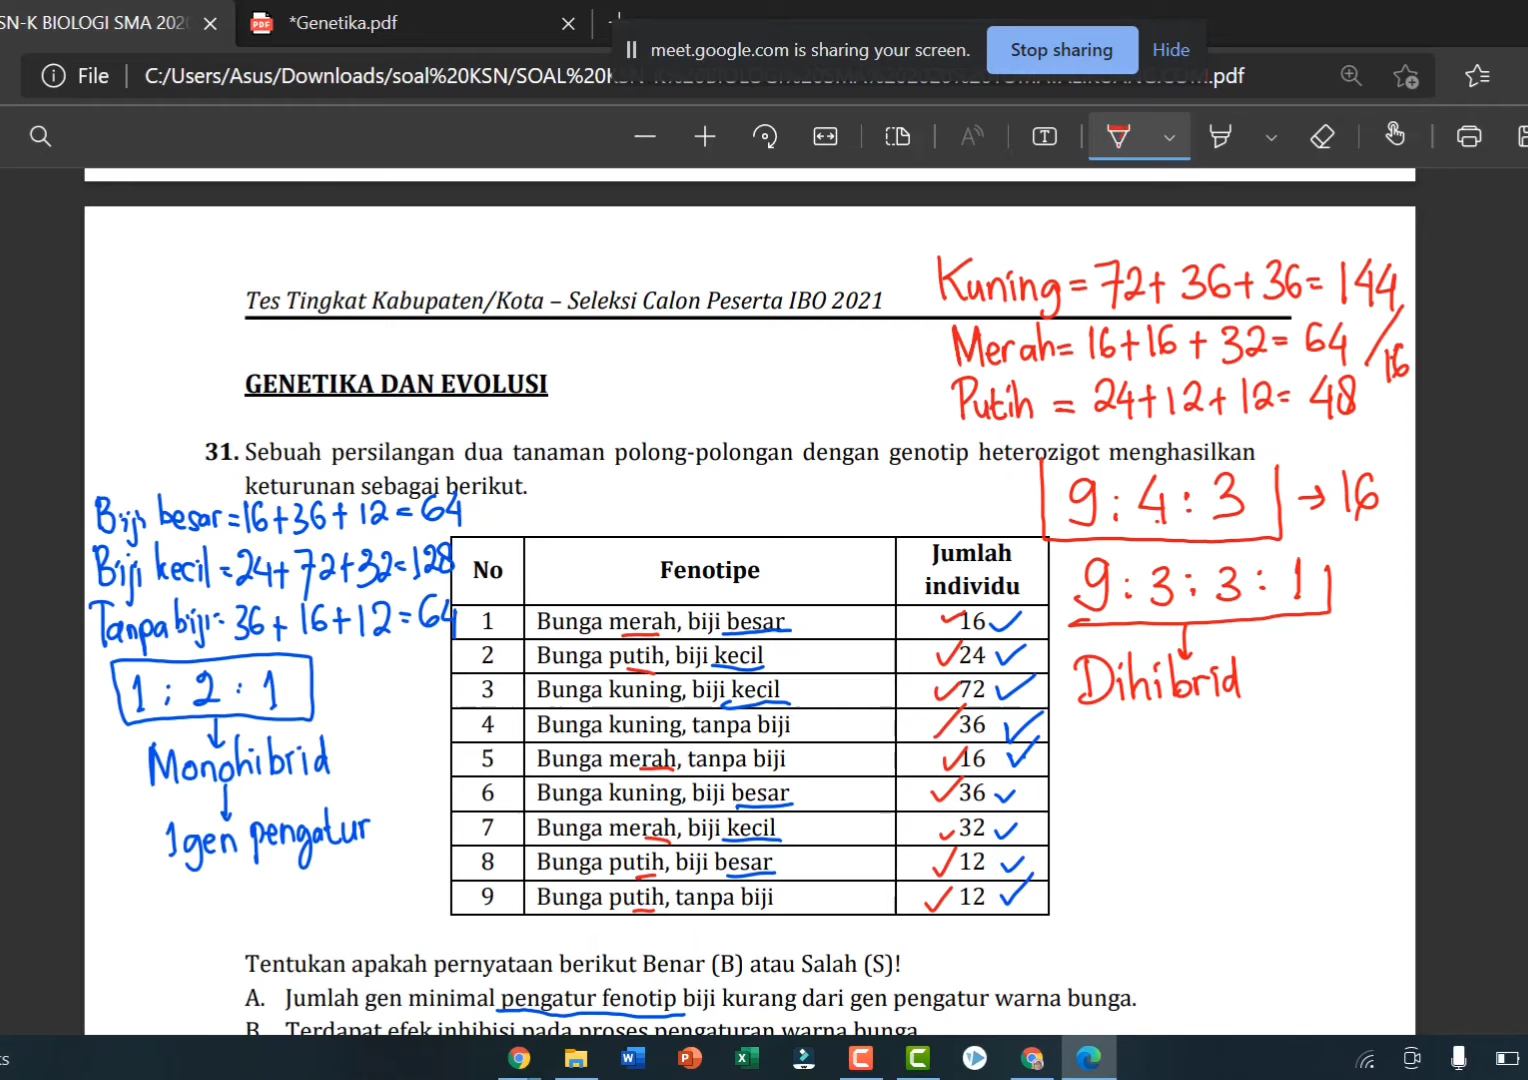 SN-K BIOLOGI SMA 202
*Genetika.pdf
meet.google.com is sharing your screen.
Stop sharing
Hide
File
C:/Users/Asus/Downloads/soal%20KSN/SOAL%20K
.pdf
Tes Tingkat Kabupaten/Kota – Seleksi Calon Peserta IBO 2021
Kuning = 72+ 36+36= 144
Merah= 16+16 + 32= 64 /16
Putih = 24+12+12= 48
GENETIKA DAN EVOLUSI
31. Sebuah persilangan dua tanaman polong-polongan dengan genotip heterozigot menghasilkan
keturunan sebagai berikut.
9 : 4 : 3 → 16
9 : 3 : 3 : 1
Dihibrid
Biji besar =16+36+12=64
Biji kecil =24+72+32=128
Tanpa biji= 36+16+12=64
1 : 2 : 1
Monohibrid
1 gen pengatur
No Fenotipe Jumlah individu
1 Bunga merah, biji besar 16
2 Bunga putih, biji kecil 24
3 Bunga kuning, biji kecil 72
4 Bunga kuning, tanpa biji 36
5 Bunga merah, tanpa biji 16
6 Bunga kuning, biji besar 36
7 Bunga merah, biji kecil 32
8 Bunga putih, biji besar 12
9 Bunga putih, tanpa biji 12
Tentukan apakah pernyataan berikut Benar (B) atau Salah (S)!
A. Jumlah gen minimal pengatur fenotip biji kurang dari gen pengatur warna bunga.
B. Terdapat efek inhibisi pada proses pengaturan warna bunga